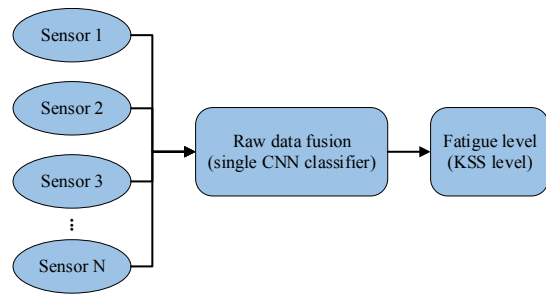 Sensor 1
Sensor 2
Sensor 3
...
Sensor N
Raw data fusion
(single CNN classifier)
Fatigue level
(KSS level)